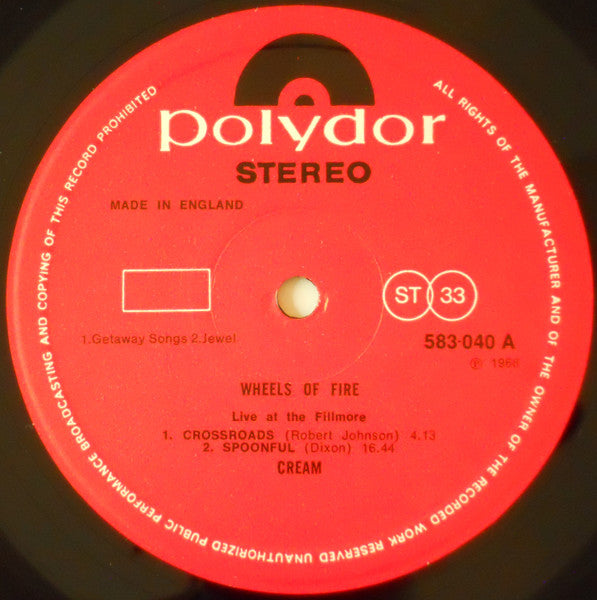 polydor
STEREO
MADE IN ENGLAND
ST 33
1.Getaway Songs 2.Jewel
583-040 A
℗ 1968
WHEELS OF FIRE
Live at the Fillmore
1. CROSSROADS (Robert Johnson) 4.13
2. SPOONFUL (Dixon) 16.44
CREAM
ALL RIGHTS OF THE MANUFACTURER AND OF THE OWNER OF THE RECORDED WORK RESERVED UNAUTHORIZED PUBLIC PERFORMANCE BROADCASTING AND COPYING OF THIS RECORD PROHIBITED